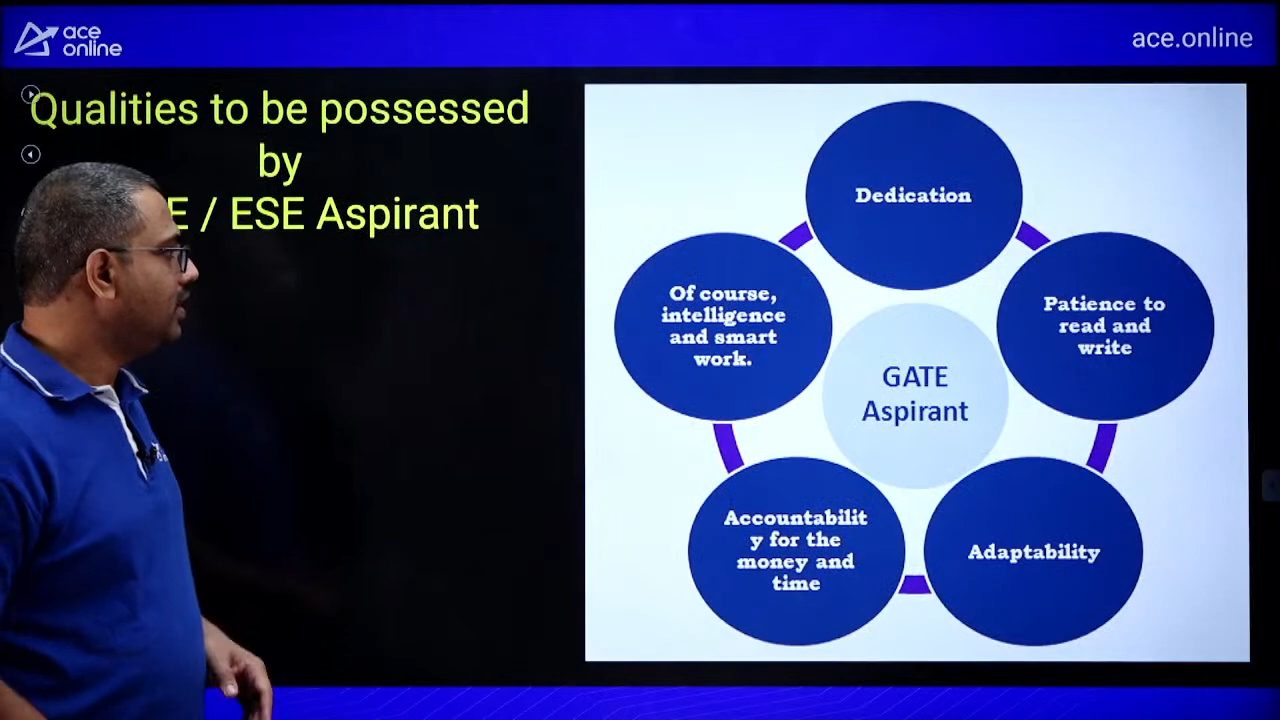 ace
online
ace.online
Qualities to be possessed
by
E / ESE Aspirant
Dedication
Of course,
intelligence
and smart
work.
Patience to
read and
write
GATE
Aspirant
Accountabilit
y for the
money and
time
Adaptability